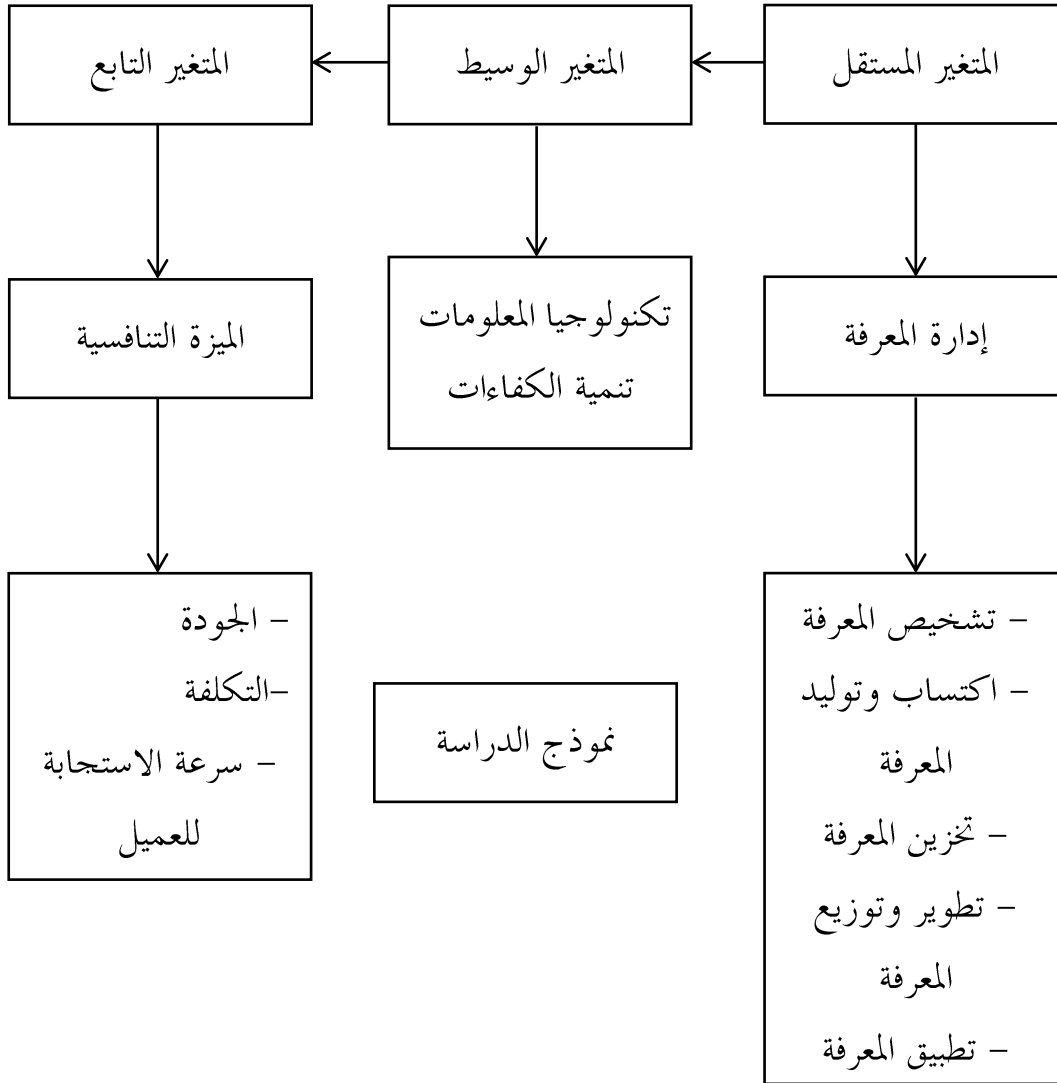 المتغير المستقل
المتغير الوسيط
المتغير التابع
إدارة المعرفة
تكنولوجيا المعلومات
تنمية الكفاءات
الميزة التنافسية
– تشخيص المعرفة
– اكتساب وتوليد
المعرفة
– تخزين المعرفة
– تطوير وتوزيع
المعرفة
– تطبيق المعرفة
نموذج الدراسة
– الجودة
–التكلفة
– سرعة الاستجابة
للعميل